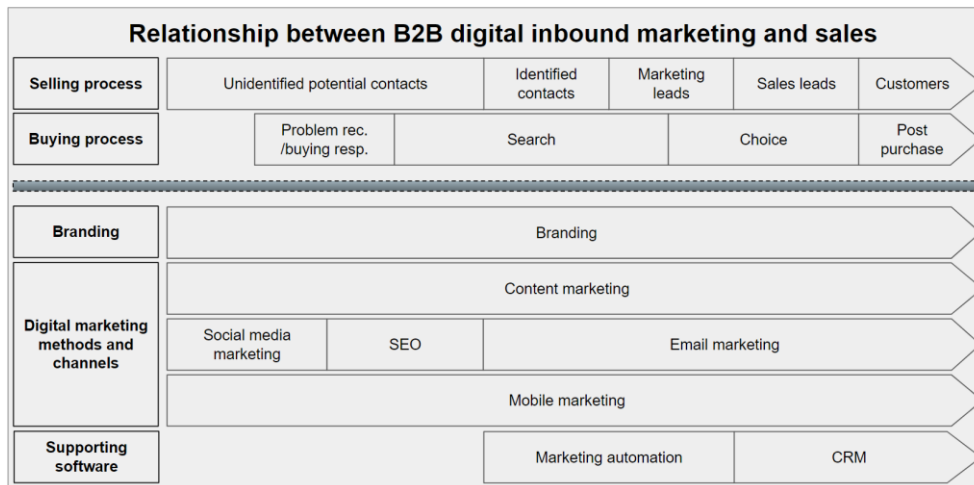 Relationship between B2B digital inbound marketing and sales
Selling process
Unidentified potential contacts
Identified
contacts
Marketing
leads
Sales leads
Customers
Buying process
Problem rec.
/buying resp.
Search
Choice
Post
purchase
Branding
Branding
Digital marketing
methods and
channels
Content marketing
Social media
marketing
SEO
Email marketing
Mobile marketing
Supporting
software
Marketing automation
CRM